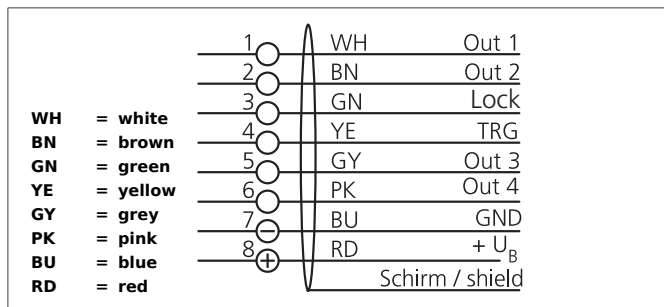 1 WH Out 1
2 BN Out 2
3 GN Lock
4 YE TRG
5 GY Out 3
6 PK Out 4
7 BU GND
8 RD + UB
Schirm / shield
WH = white
BN = brown
GN = green
YE = yellow
GY = grey
PK = pink
BU = blue
RD = red